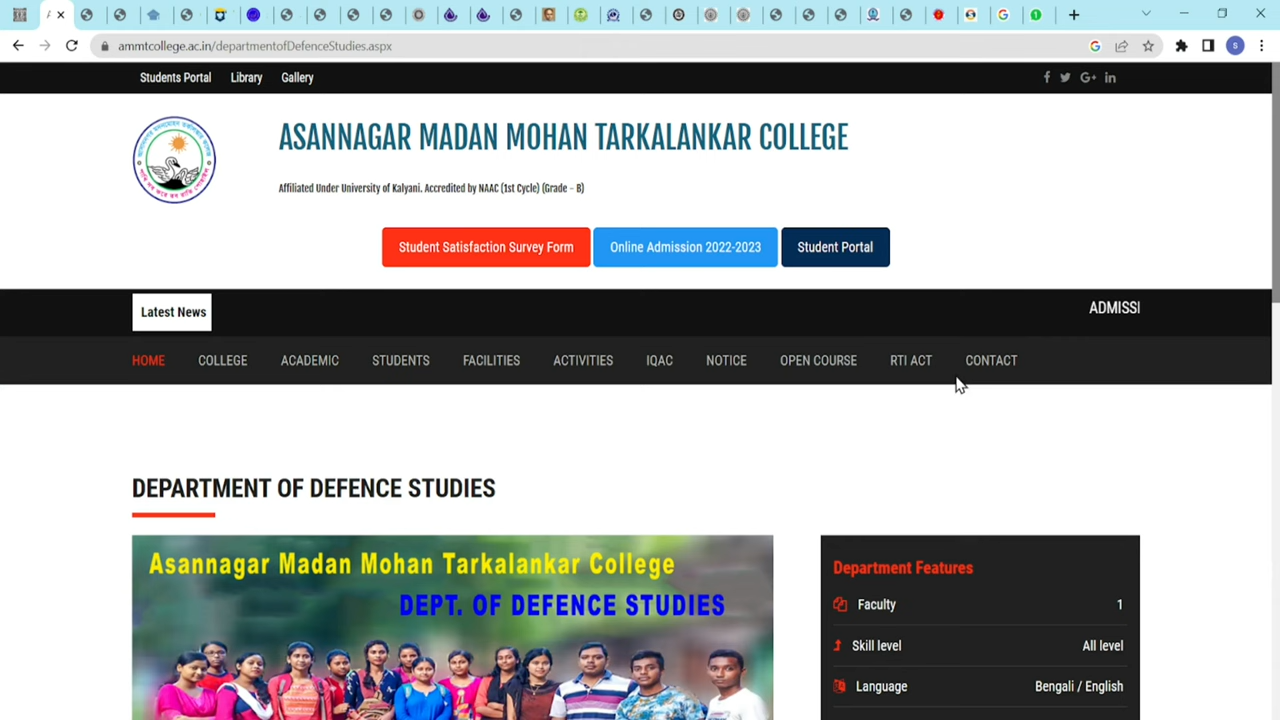 ammtcollege.ac.in/departmentofDefenceStudies.aspx
Students Portal Library Gallery
ASANNAGAR MADAN MOHAN TARKALANKAR COLLEGE
Affiliated Under University of Kalyani. Accredited by NAAC (1st Cycle) (Grade – B)
Student Satisfaction Survey Form Online Admission 2022-2023 Student Portal
Latest News ADMISSI
HOME COLLEGE ACADEMIC STUDENTS FACILITIES ACTIVITIES IQAC NOTICE OPEN COURSE RTI ACT CONTACT
DEPARTMENT OF DEFENCE STUDIES
Asannagar Madan Mohan Tarkalankar College
DEPT. OF DEFENCE STUDIES
Department Features
Faculty 1
Skill level All level
Language Bengali / English